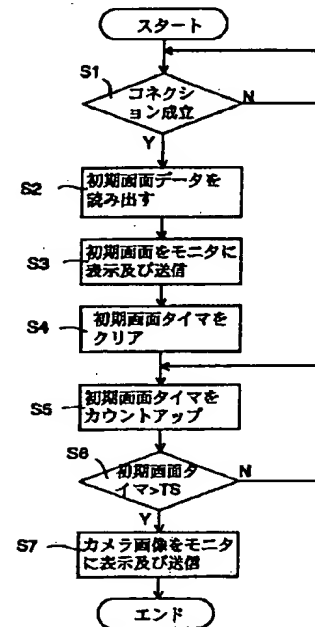 スタート
S1
コネク
ション成立
N
Y
S2
初期画面データを
読み出す
S3
初期画面をモニタに
表示及び送信
S4
初期画面タイマを
クリア
S5
初期画面タイマを
カウントアップ
S6
初期画面タ
イマ>TS
N
Y
S7
カメラ画像をモニタ
に表示及び送信
エンド